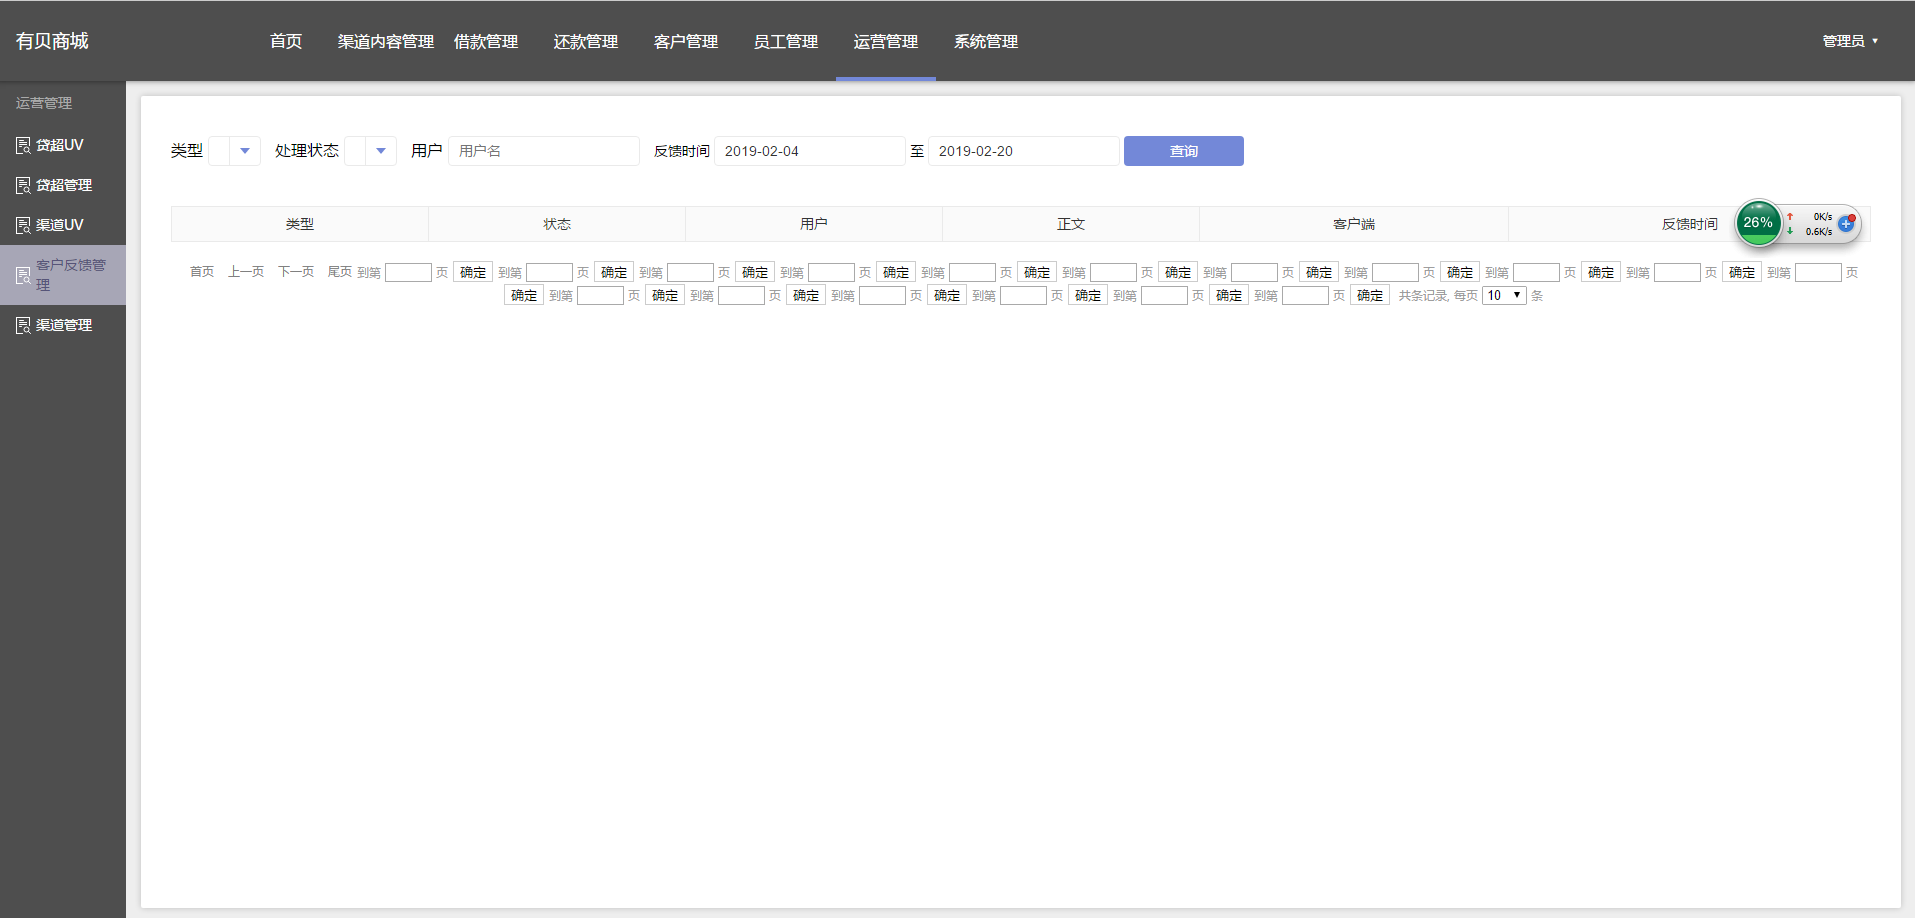 有贝商城 首页 渠道内容管理 借款管理 还款管理 客户管理 员工管理 运营管理 系统管理 管理员
运营管理
贷超UV
贷超管理
渠道UV
客户反馈管
理
渠道管理
类型 处理状态 用户 用户名 反馈时间 2019-02-04 至 2019-02-20 查询
类型 状态 用户 正文 客户端 反馈时间
26% 0K/s
0.6K/s
首页 上一页 下一页 尾页 到第 页 确定 到第 页 确定 到第 页 确定 到第 页 确定 到第 页 确定 到第 页 确定 到第 页 确定 到第 页 确定 到第 页 确定 到第 页 确定 到第 页
确定 到第 页 确定 到第 页 确定 到第 页 确定 到第 页 确定 到第 页 确定 到第 页 确定 共条记录, 每页 10 条